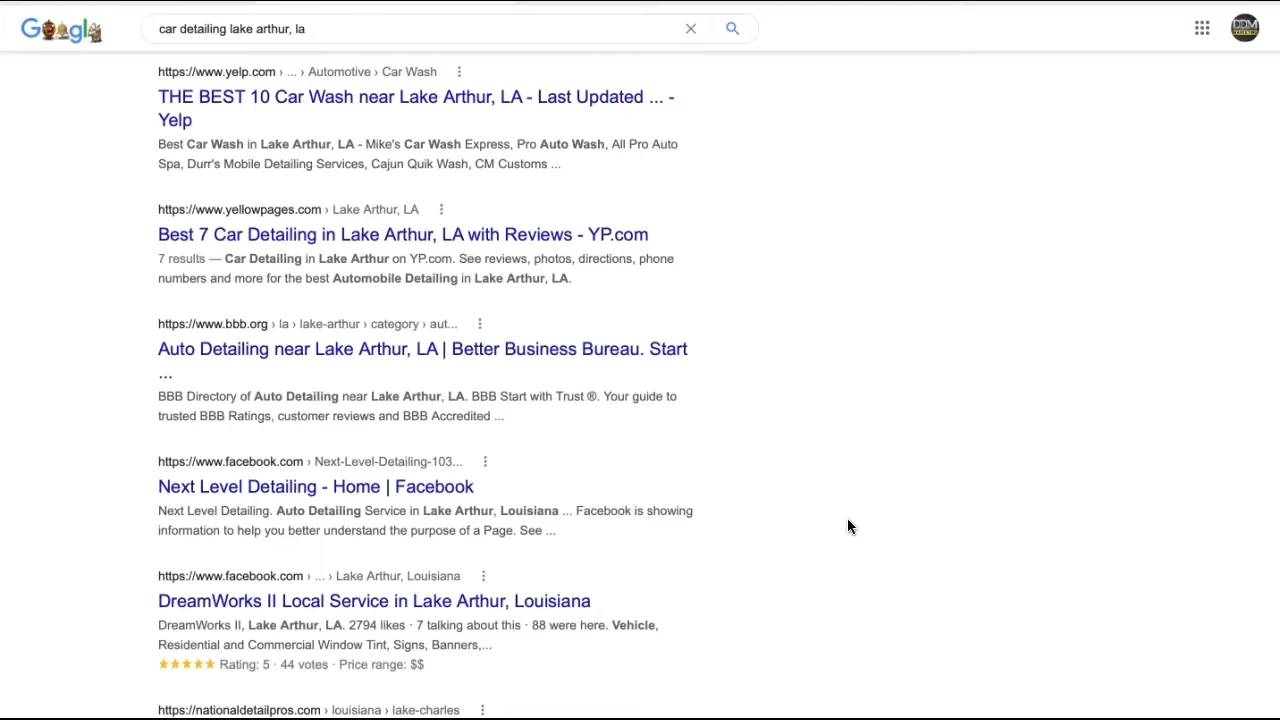 Google
car detailing lake arthur, la
DDM
https://www.yelp.com › ... › Automotive › Car Wash
THE BEST 10 Car Wash near Lake Arthur, LA - Last Updated ... -
Yelp
Best Car Wash in Lake Arthur, LA - Mike's Car Wash Express, Pro Auto Wash, All Pro Auto
Spa, Durr's Mobile Detailing Services, Cajun Quik Wash, CM Customs ...
https://www.yellowpages.com › Lake Arthur, LA
Best 7 Car Detailing in Lake Arthur, LA with Reviews - YP.com
7 results — Car Detailing in Lake Arthur on YP.com. See reviews, photos, directions, phone
numbers and more for the best Automobile Detailing in Lake Arthur, LA.
https://www.bbb.org › la › lake-arthur › category › aut...
Auto Detailing near Lake Arthur, LA | Better Business Bureau. Start
...
BBB Directory of Auto Detailing near Lake Arthur, LA. BBB Start with Trust ®. Your guide to
trusted BBB Ratings, customer reviews and BBB Accredited ...
https://www.facebook.com › Next-Level-Detailing-103...
Next Level Detailing - Home | Facebook
Next Level Detailing. Auto Detailing Service in Lake Arthur, Louisiana ... Facebook is showing
information to help you better understand the purpose of a Page. See ...
https://www.facebook.com › ... › Lake Arthur, Louisiana
DreamWorks II Local Service in Lake Arthur, Louisiana
DreamWorks II, Lake Arthur, LA. 2794 likes · 7 talking about this · 88 were here. Vehicle,
Residential and Commercial Window Tint, Signs, Banners,...
Rating: 5 · 44 votes · Price range: $$
https://nationaldetailpros.com › louisiana › lake-charles